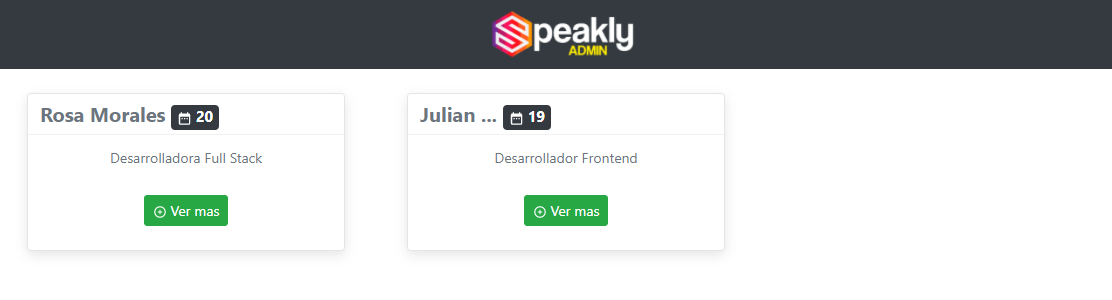 Speakly
ADMIN
Rosa Morales 20
Desarrolladora Full Stack
Ver mas
Julian ... 19
Desarrollador Frontend
Ver mas